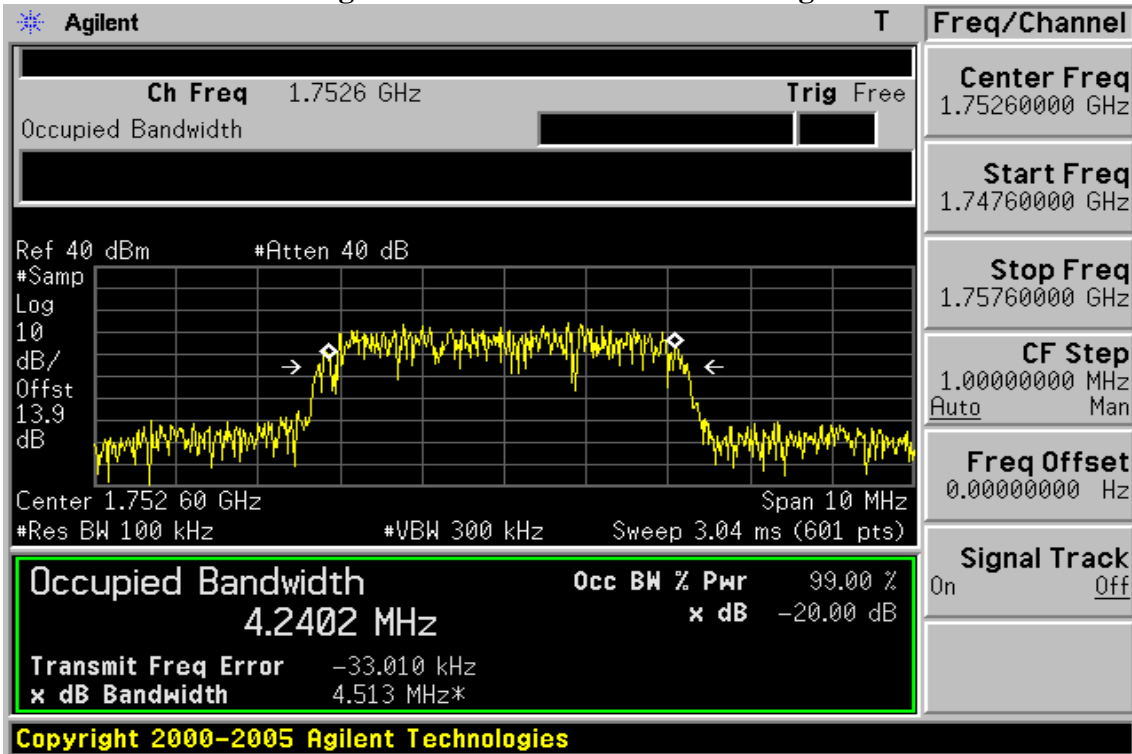 Agilent T Freq/Channel
Ch Freq 1.7526 GHz Trig Free
Occupied Bandwidth
Center Freq
1.75260000 GHz
Start Freq
1.74760000 GHz
Stop Freq
1.75760000 GHz
CF Step
1.00000000 MHz
Auto Man
Freq Offset
0.00000000 Hz
Signal Track
On Off
Ref 40 dBm #Atten 40 dB
#Samp
Log
10
dB/
Offst
13.9
dB
Center 1.752 60 GHz Span 10 MHz
#Res BW 100 kHz #VBW 300 kHz Sweep 3.04 ms (601 pts)
Occupied Bandwidth Occ BW % Pwr 99.00 %
4.2402 MHz x dB -20.00 dB
Transmit Freq Error -33.010 kHz
x dB Bandwidth 4.513 MHz*
Copyright 2000-2005 Agilent Technologies